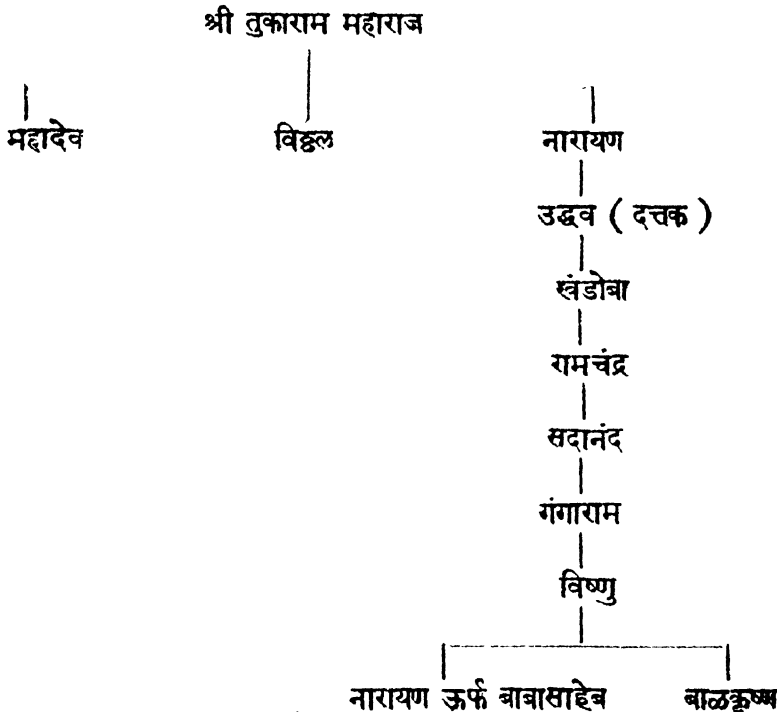 श्री तुकाराम महाराज
महादेव विठ्ठल नारायण
उद्धव ( दत्तक )
खंडोबा
रामचंद्र
सदानंद
गंगाराम
विष्णु
नारायण ऊर्फ बाबासाहेब बाळकृष्ण